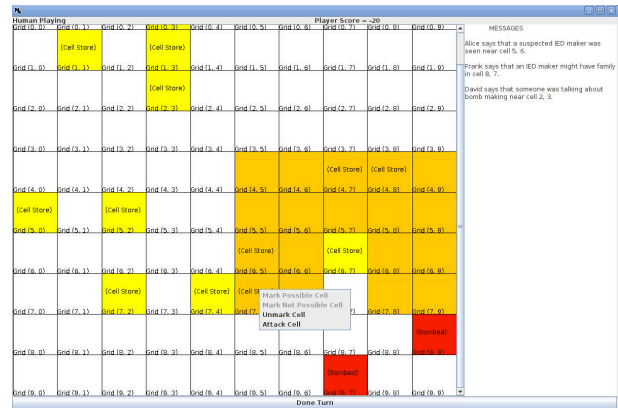 Human Playing Player Score = -20
Grid (0, 0) Grid (0, 1) Grid (0, 2) Grid (0, 3) Grid (0, 4) Grid (0, 5) Grid (0, 6) Grid (0, 7) Grid (0, 8) Grid (0, 9)
MESSAGES
(Cell Store) (Cell Store)
Alice says that a suspected IED maker was
seen near cell 5, 6.
Frank says that an IED maker might have family
in cell 8, 7.
David says that someone was talking about
bomb making near cell 2, 3.
Grid (1, 0) Grid (1, 1) Grid (1, 2) Grid (1, 3) Grid (1, 4) Grid (1, 5) Grid (1, 6) Grid (1, 7) Grid (1, 8) Grid (1, 9)
(Cell Store)
Grid (2, 0) Grid (2, 1) Grid (2, 2) Grid (2, 3) Grid (2, 4) Grid (2, 5) Grid (2, 6) Grid (2, 7) Grid (2, 8) Grid (2, 9)
Grid (3, 0) Grid (3, 1) Grid (3, 2) Grid (3, 3) Grid (3, 4) Grid (3, 5) Grid (3, 6) Grid (3, 7) Grid (3, 8) Grid (3, 9)
(Cell Store) (Cell Store)
Grid (4, 0) Grid (4, 1) Grid (4, 2) Grid (4, 3) Grid (4, 4) Grid (4, 5) Grid (4, 6) Grid (4, 7) Grid (4, 8) Grid (4, 9)
(Cell Store) (Cell Store)
Grid (5, 0) Grid (5, 1) Grid (5, 2) Grid (5, 3) Grid (5, 4) Grid (5, 5) Grid (5, 6) Grid (5, 7) Grid (5, 8) Grid (5, 9)
(Cell Store) (Cell Store)
Grid (6, 0) Grid (6, 1) Grid (6, 2) Grid (6, 3) Grid (6, 4) Grid (6, 5) Grid (6, 6) Grid (6, 7) Grid (6, 8) Grid (6, 9)
(Cell Store) (Cell Store) (Cell
Mark Possible Cell
Mark Not Possible Cell
Unmark Cell
Attack Cell
Grid (7, 0) Grid (7, 1) Grid (7, 2) Grid (7, 3) Grid (7, 4) Grid (7, 8) Grid (7, 9)
(Bombed)
Grid (8, 0) Grid (8, 1) Grid (8, 2) Grid (8, 3) Grid (8, 4) Grid (8, 5) Grid (8, 6) Grid (8, 7) Grid (8, 8) Grid (8, 9)
(Bombed)
Grid (9, 0) Grid (9, 1) Grid (9, 2) Grid (9, 3) Grid (9, 4) Grid (9, 5) Grid (9, 6) Grid (9, 7) Grid (9, 8) Grid (9, 9)
Done Turn